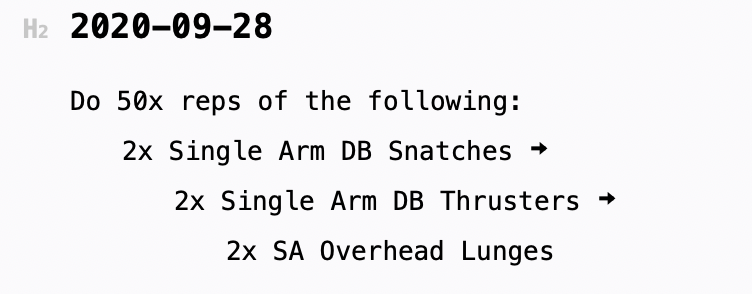 H2 2020-09-28
Do 50x reps of the following:
2x Single Arm DB Snatches →
2x Single Arm DB Thrusters →
2x SA Overhead Lunges